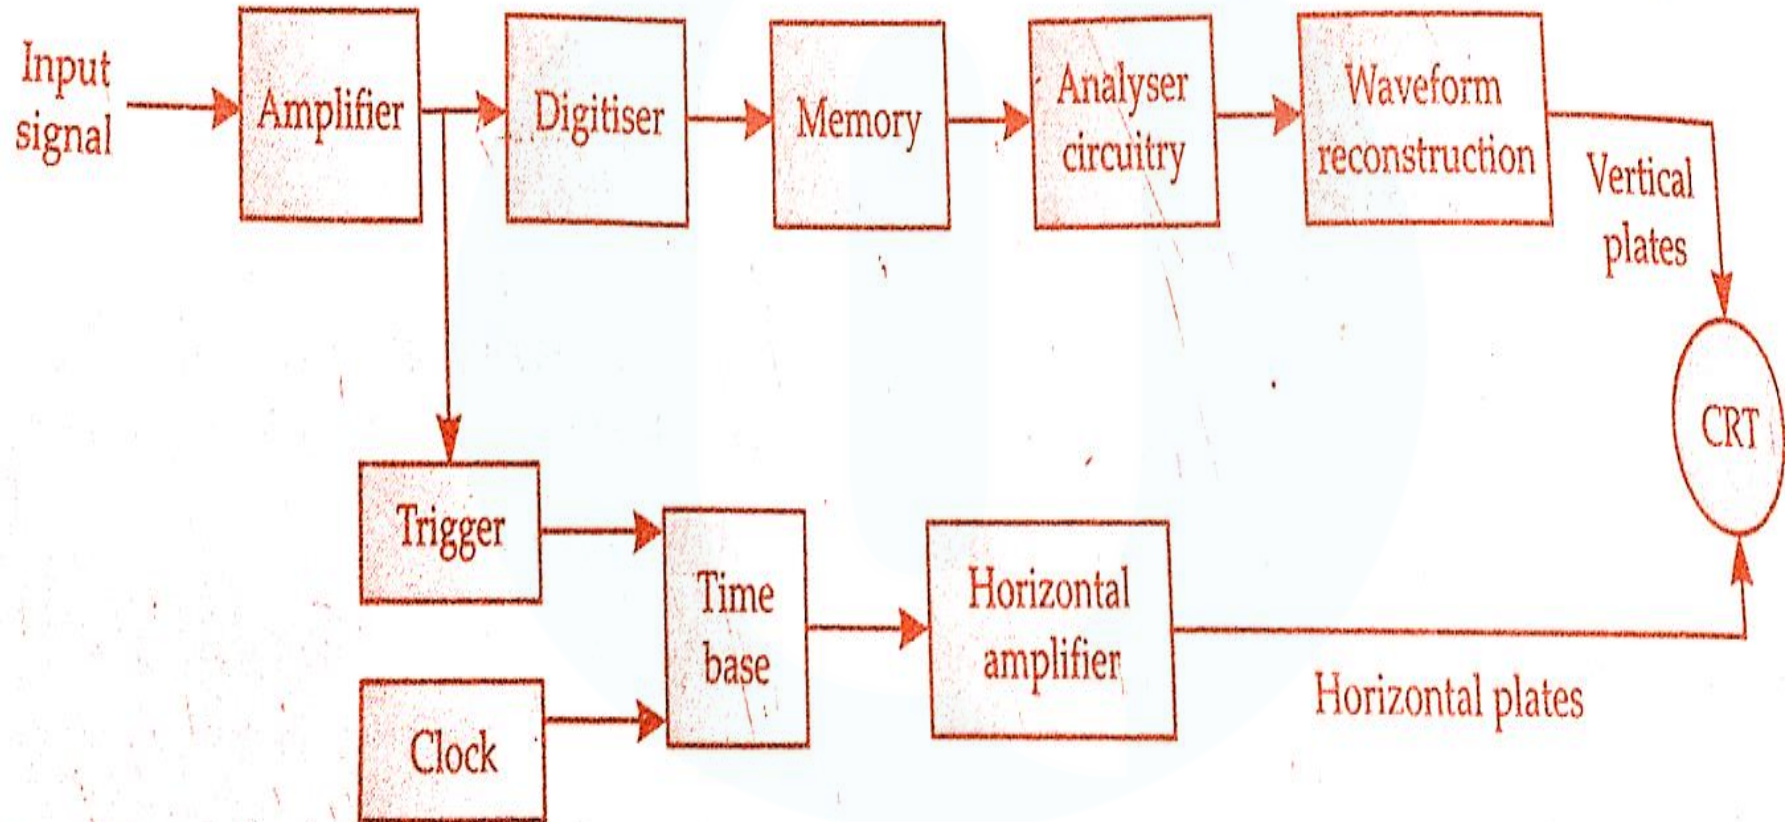 Input
signal
Amplifier
Digitiser
Memory
Analyser
circuitry
Waveform
reconstruction
Vertical
plates
CRT
Trigger
Time
base
Horizontal
amplifier
Horizontal plates
Clock